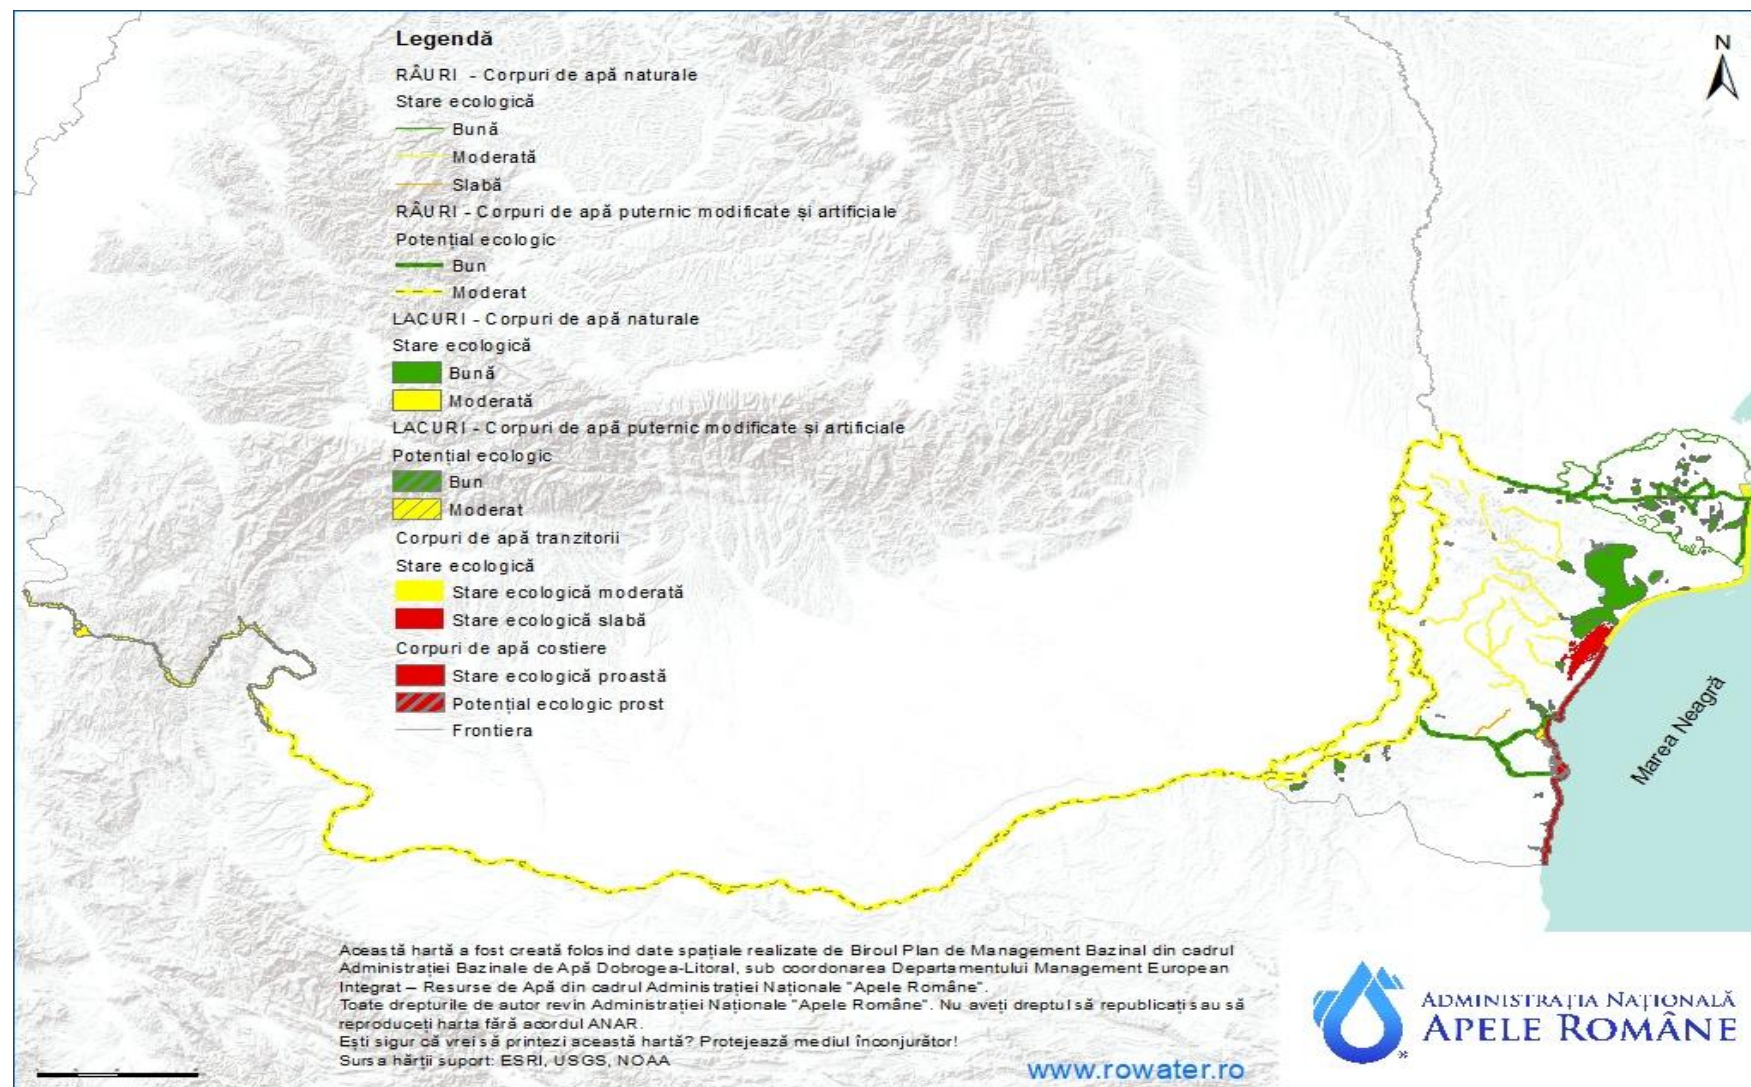 Legendă
RÂURI - Corpuri de apă naturale
Stare ecologică
Bună
Moderată
Slabă
RÂURI - Corpuri de apă puternic modificate și artificiale
Potențial ecologic
Bun
Moderat
LACURI - Corpuri de apă naturale
Stare ecologică
Bună
Moderată
LACURI - Corpuri de apă puternic modificate și artificiale
Potențial ecologic
Bun
Moderat
Corpuri de apă tranzitorii
Stare ecologică
Stare ecologică moderată
Stare ecologică slabă
Corpuri de apă costiere
Stare ecologică proastă
Potențial ecologic prost
Frontiera
N
Marea Neagră
Această hartă a fost creată folosind date spațiale realizate de Biroul Plan de Management Bazinal din cadrul
Administrației Bazinale de Apă Dobrogea-Litoral, sub coordonarea Departamentului Management European
Integrat – Resurse de Apă din cadrul Administrației Naționale "Apele Române".
Toate drepturile de autor revin Administrației Naționale "Apele Române". Nu aveți dreptul să republicați sau să
reproduceți harta fără acordul ANAR.
Ești sigur că vrei să printezi această hartă? Protejează mediul înconjurător!
Sursa hărții suport: ESRI, USGS, NOAA
www.rowater.ro
ADMINISTRAȚIA NAȚIONALĂ
APELE ROMÂNE